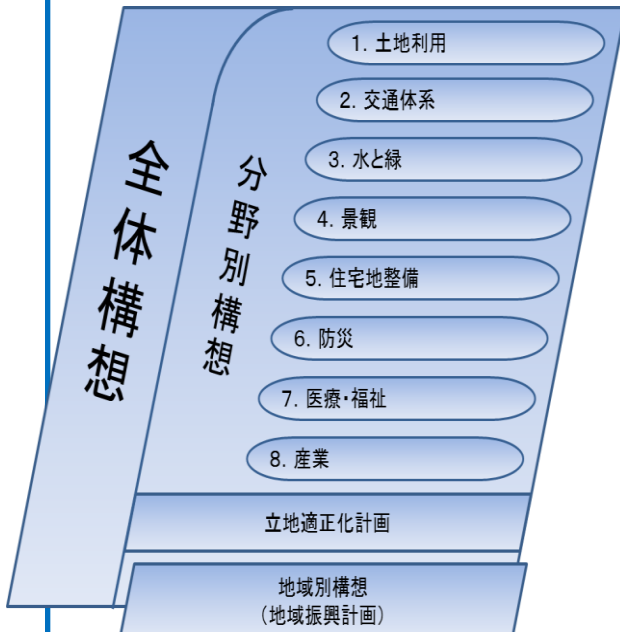 全体構想
分野別構想
1. 土地利用
2. 交通体系
3. 水と緑
4. 景観
5. 住宅地整備
6. 防災
7. 医療・福祉
8. 産業
立地適正化計画
地域別構想
（地域振興計画）